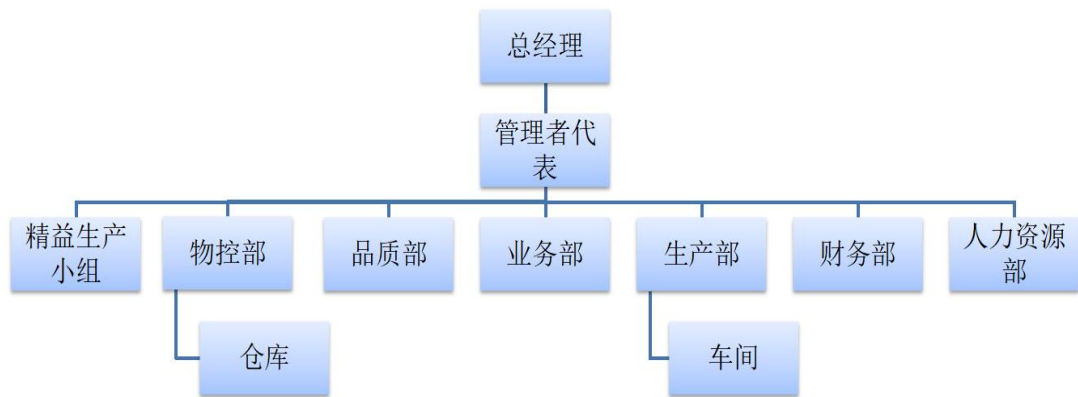 总经理
管理者代
表
精益生产
小组
物控部
品质部
业务部
生产部
财务部
人力资源
部
仓库
车间